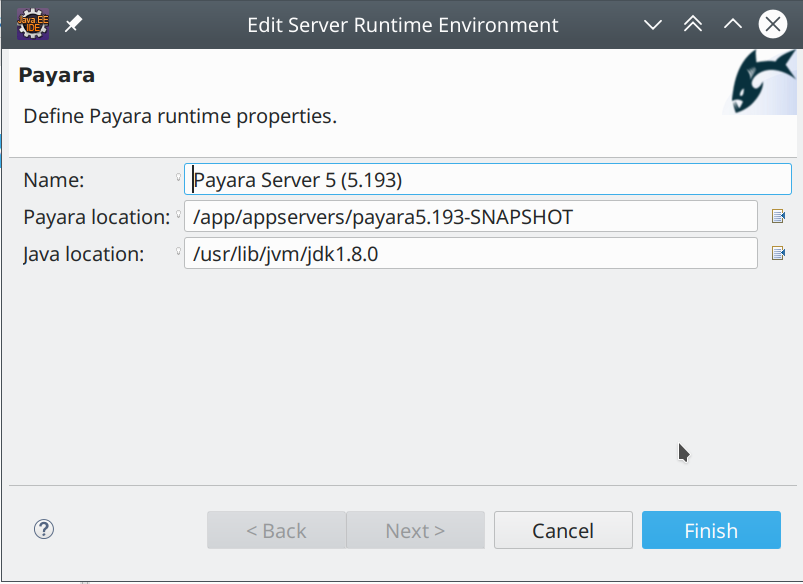 Java EE
IDE
Edit Server Runtime Environment
Payara
Define Payara runtime properties.
Name: Payara Server 5 (5.193)
Payara location: /app/appservers/payara5.193-SNAPSHOT
Java location: /usr/lib/jvm/jdk1.8.0
? < Back Next > Cancel Finish